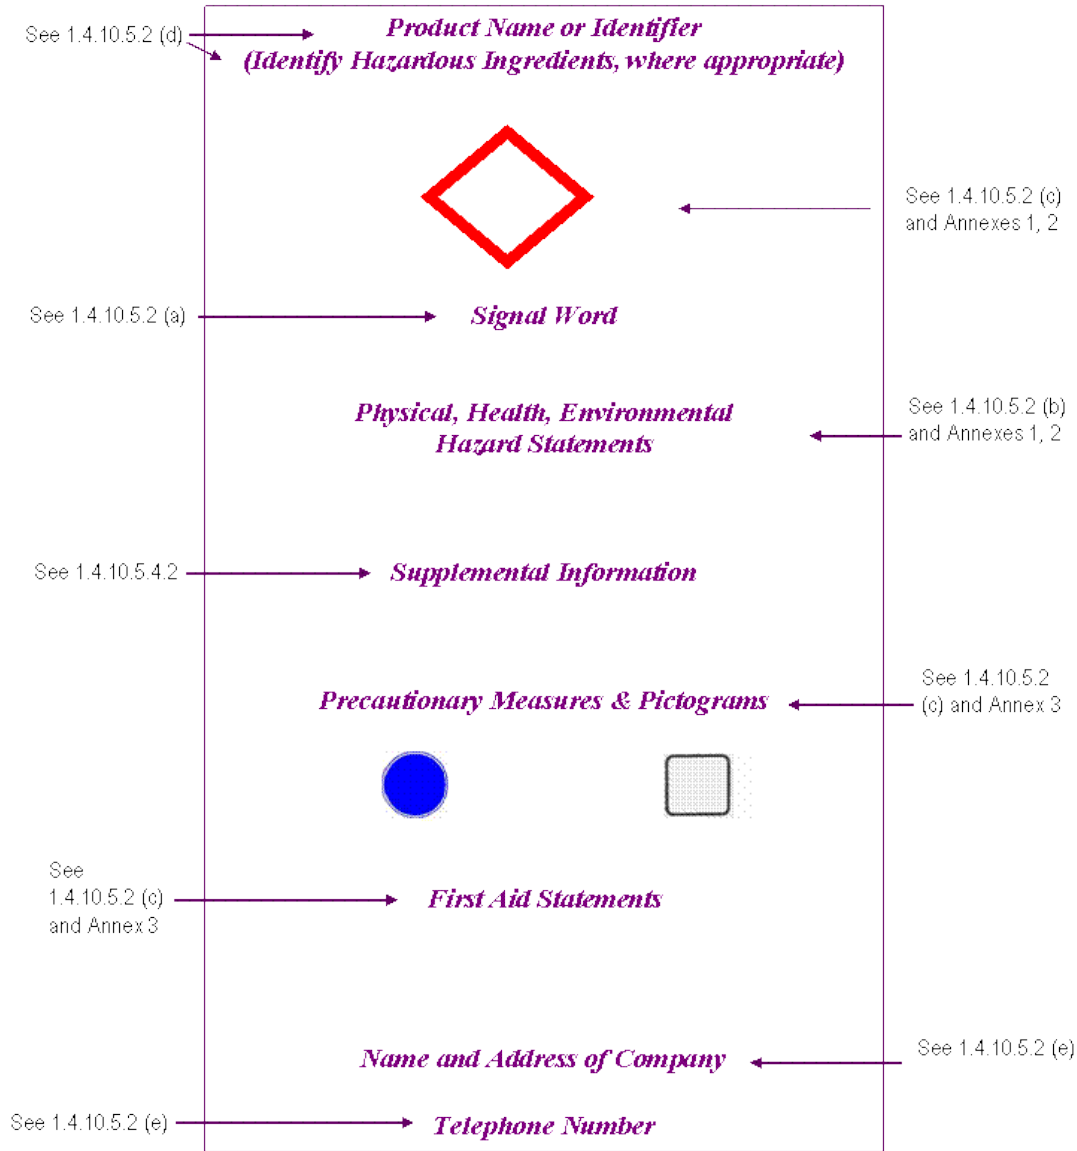 See 1.4.10.5.2 (d)
Product Name or Identifier
(Identify Hazardous Ingredients, where appropriate)
See 1.4.10.5.2 (c)
and Annexes 1, 2
See 1.4.10.5.2 (a)
Signal Word
Physical, Health, Environmental
Hazard Statements
See 1.4.10.5.2 (b)
and Annexes 1, 2
See 1.4.10.5.4.2
Supplemental Information
Precautionary Measures & Pictograms
See 1.4.10.5.2
(c) and Annex 3
See
1.4.10.5.2 (c)
and Annex 3
First Aid Statements
Name and Address of Company
See 1.4.10.5.2 (e)
See 1.4.10.5.2 (e)
Telephone Number